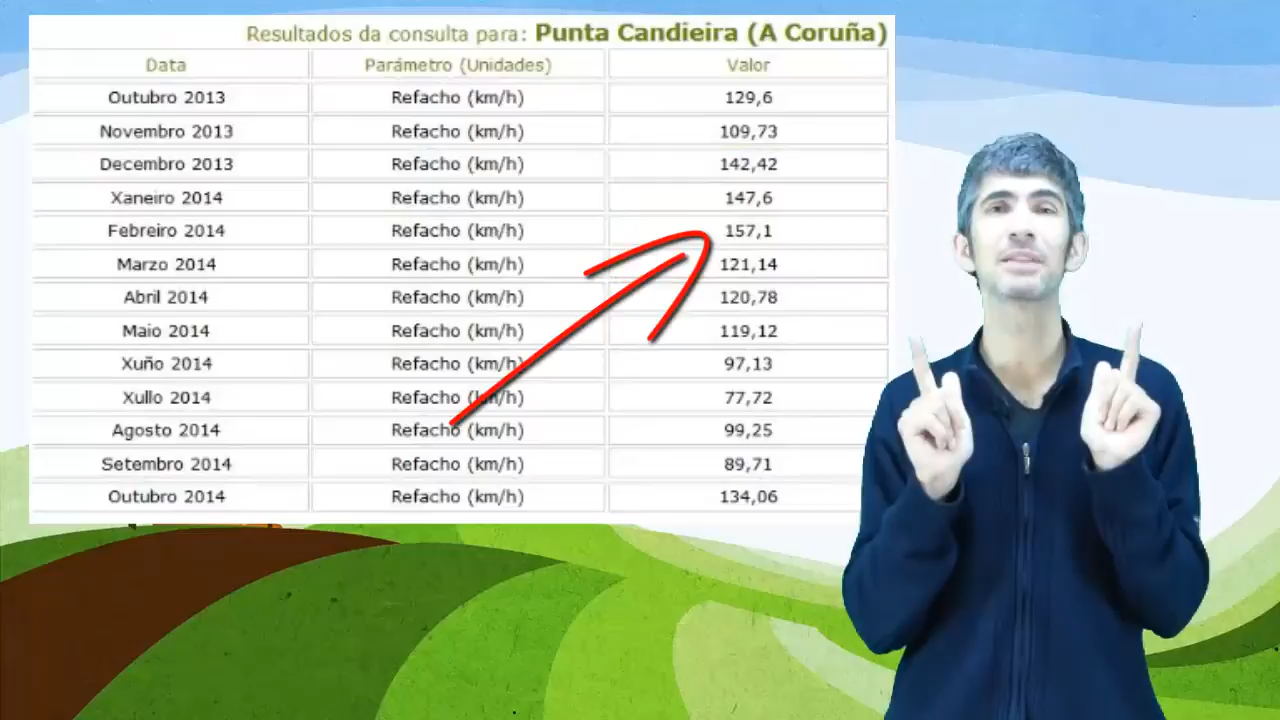 Resultados da consulta para: Punta Candieira (A Coruña)
Data Parámetro (Unidades) Valor
Outubro 2013 Refacho (km/h) 129,6
Novembro 2013 Refacho (km/h) 109,73
Decembro 2013 Refacho (km/h) 142,42
Xaneiro 2014 Refacho (km/h) 147,6
Febreiro 2014 Refacho (km/h) 157,1
Marzo 2014 Refacho (km/h) 121,14
Abril 2014 Refacho (km/h) 120,78
Maio 2014 Refacho (km/h) 119,12
Xuño 2014 Refacho (km/h) 97,13
Xullo 2014 Refacho (km/h) 77,72
Agosto 2014 Refacho (km/h) 99,25
Setembro 2014 Refacho (km/h) 89,71
Outubro 2014 Refacho (km/h) 134,06